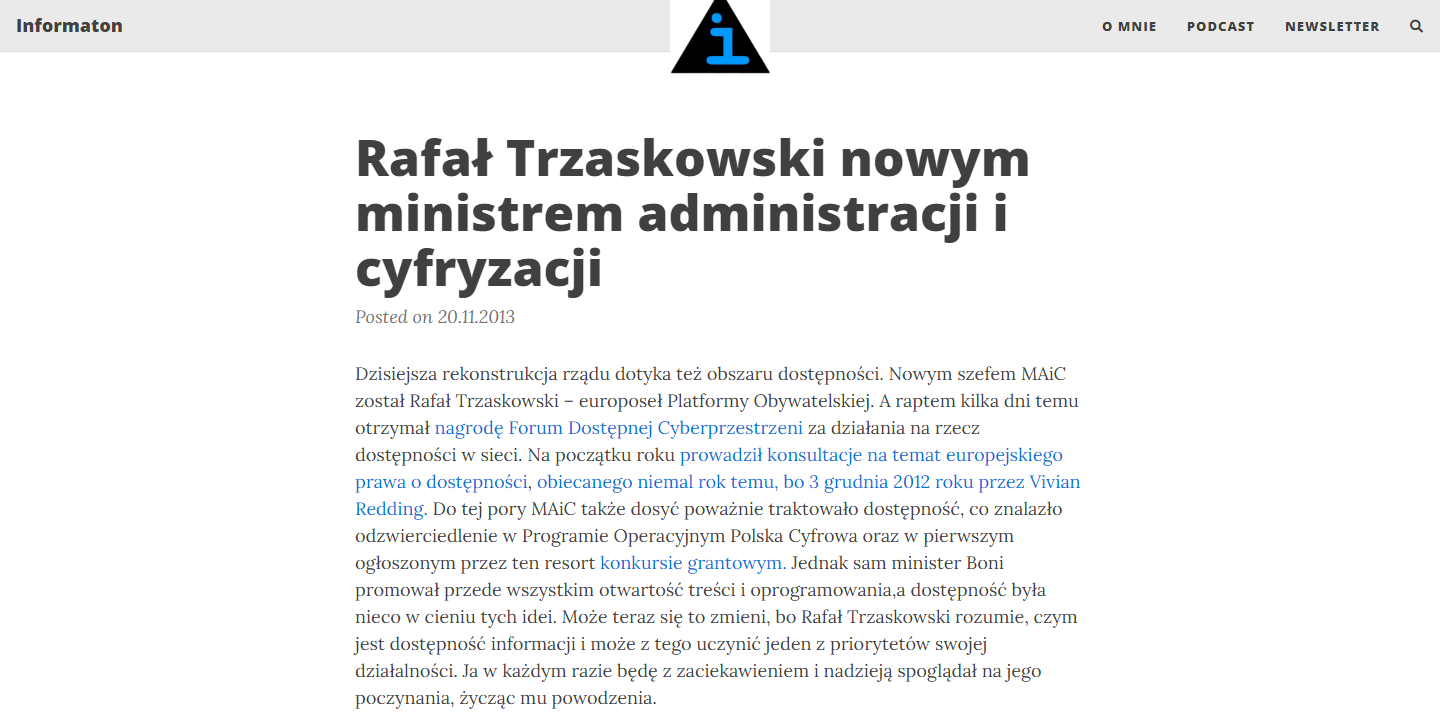 Informaton
i
O MNIE PODCAST NEWSLETTER
Rafał Trzaskowski nowym
ministrem administracji i
cyfryzacji
Posted on 20.11.2013
Dzisiejsza rekonstrukcja rządu dotyka też obszaru dostępności. Nowym szefem MAiC
został Rafał Trzaskowski – europoseł Platformy Obywatelskiej. A raptem kilka dni temu
otrzymał nagrodę Forum Dostępnej Cyberprzestrzeni za działania na rzecz
dostępności w sieci. Na początku roku prowadził konsultacje na temat europejskiego
prawa o dostępności, obiecanego niemal rok temu, bo 3 grudnia 2012 roku przez Vivian
Redding. Do tej pory MAiC także dosyć poważnie traktowało dostępność, co znalazło
odzwierciedlenie w Programie Operacyjnym Polska Cyfrowa oraz w pierwszym
ogłoszonym przez ten resort konkursie grantowym. Jednak sam minister Boni
promował przede wszystkim otwartość treści i oprogramowania,a dostępność była
nieco w cieniu tych idei. Może teraz się to zmieni, bo Rafał Trzaskowski rozumie, czym
jest dostępność informacji i może z tego uczynić jeden z priorytetów swojej
działalności. Ja w każdym razie będę z zaciekawieniem i nadzieją spoglądał na jego
poczynania, życząc mu powodzenia.